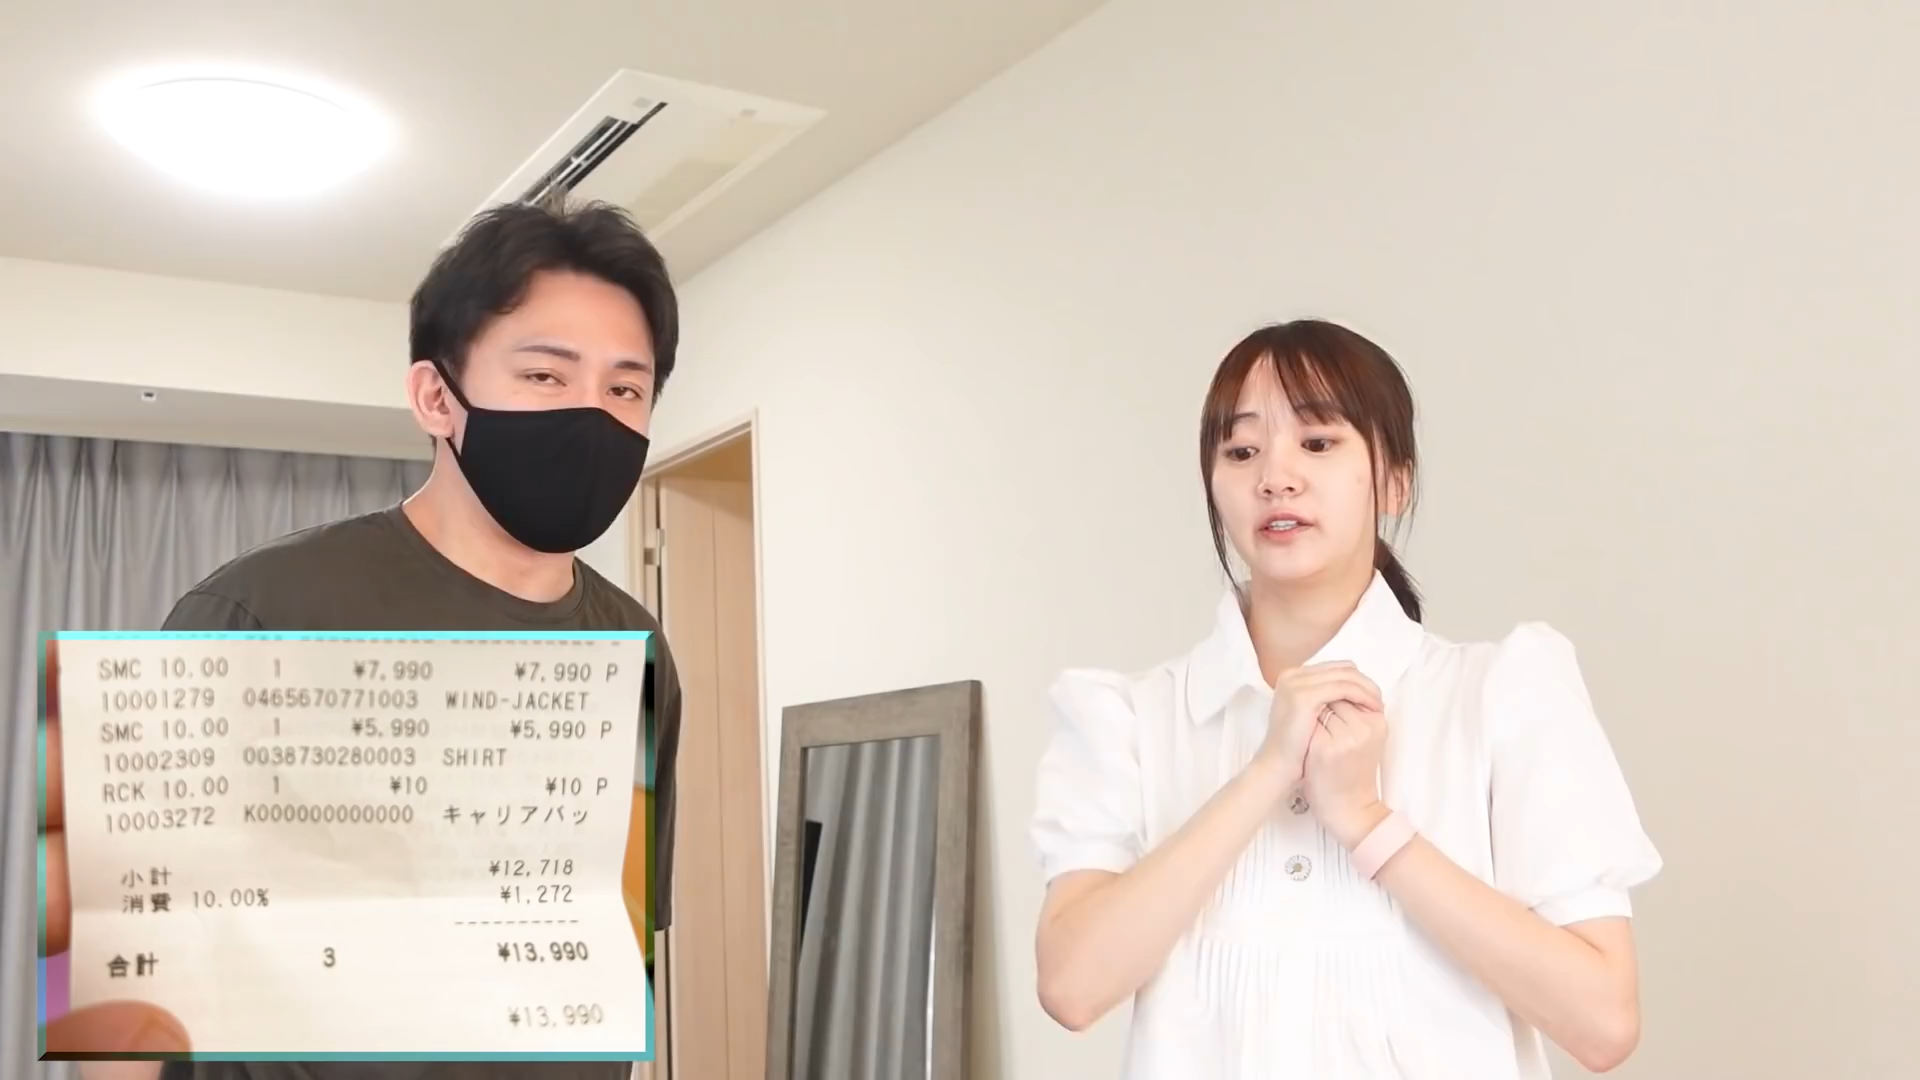 SMC 10.00 1 ¥7,990 ¥7,990 P
10001279 0465670771003 WIND-JACKET
SMC 10.00 1 ¥5,990 ¥5,990 P
10002309 0038730280003 SHIRT
RCK 10.00 1 ¥10 ¥10 P
10003272 K000000000000 キャリアバッ
小計 ¥12,718
消費 10.00% ¥1,272
----------
合計 3 ¥13,990
¥13,990